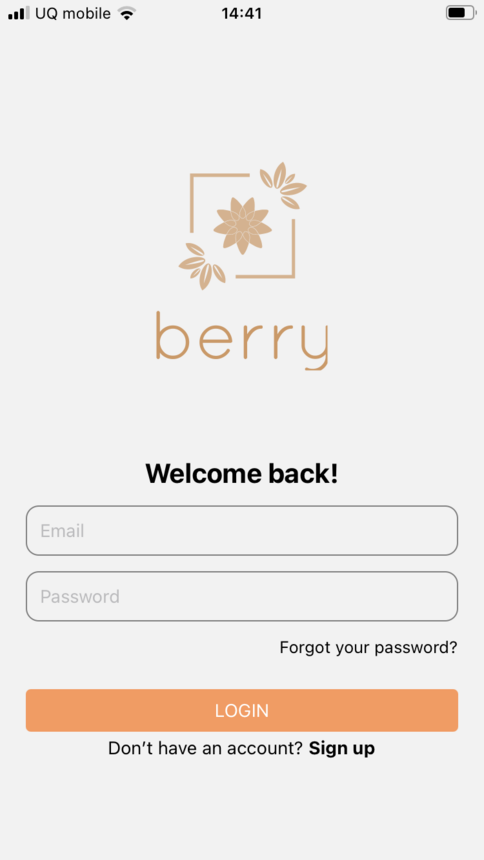 UQ mobile 14:41
berry
Welcome back!
Email
Password
Forgot your password?
LOGIN
Don't have an account? Sign up